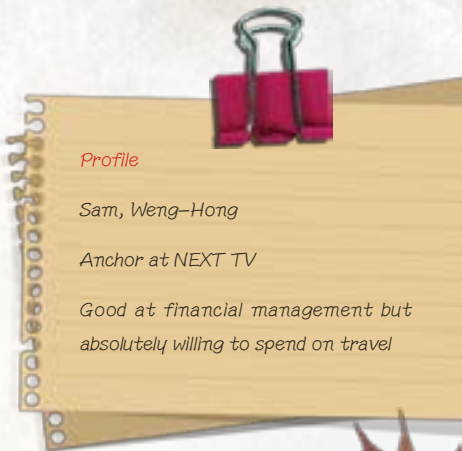 Profile
Sam, Weng-Hong
Anchor at NEXT TV
Good at financial management but
absolutely willing to spend on travel